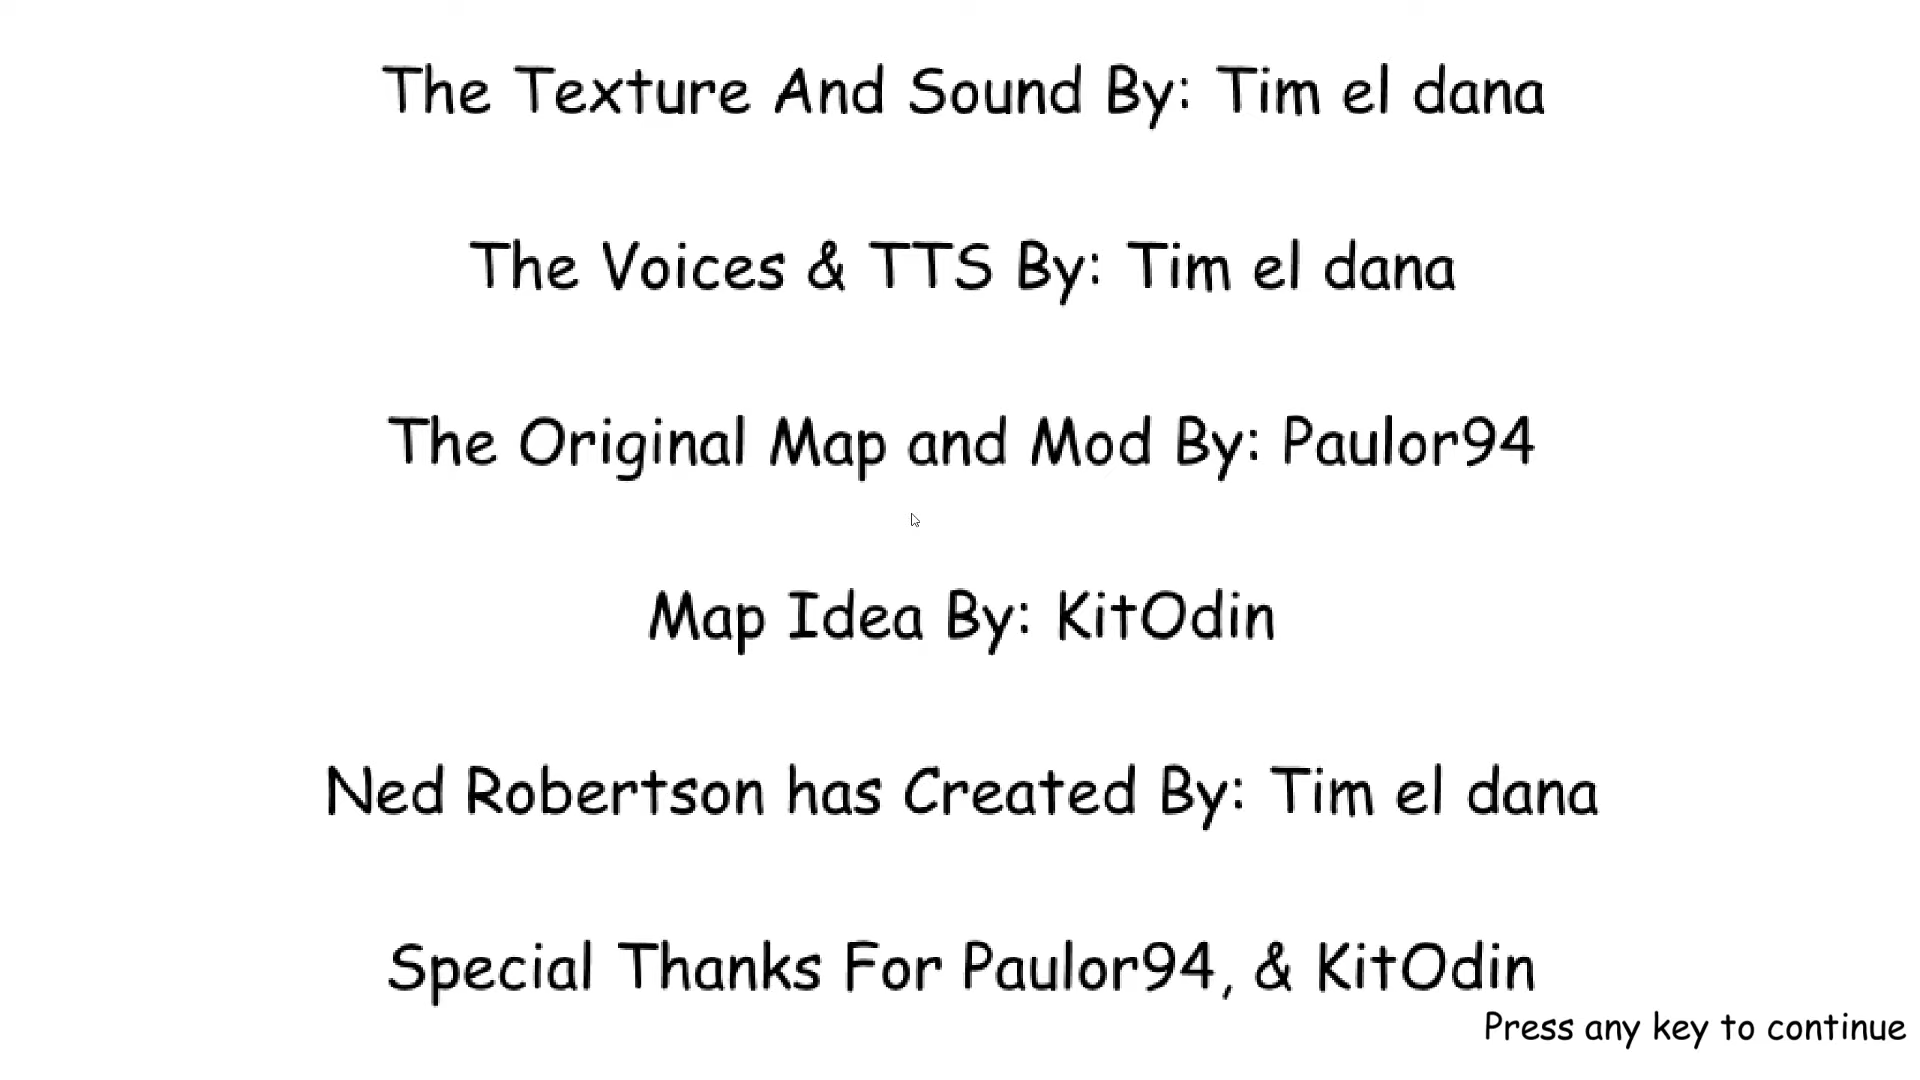 The Texture And Sound By: Tim el dana
The Voices & TTS By: Tim el dana
The Original Map and Mod By: Paulor94
Map Idea By: KitOdin
Ned Robertson has Created By: Tim el dana
Special Thanks For Paulor94, & KitOdin
Press any key to continue